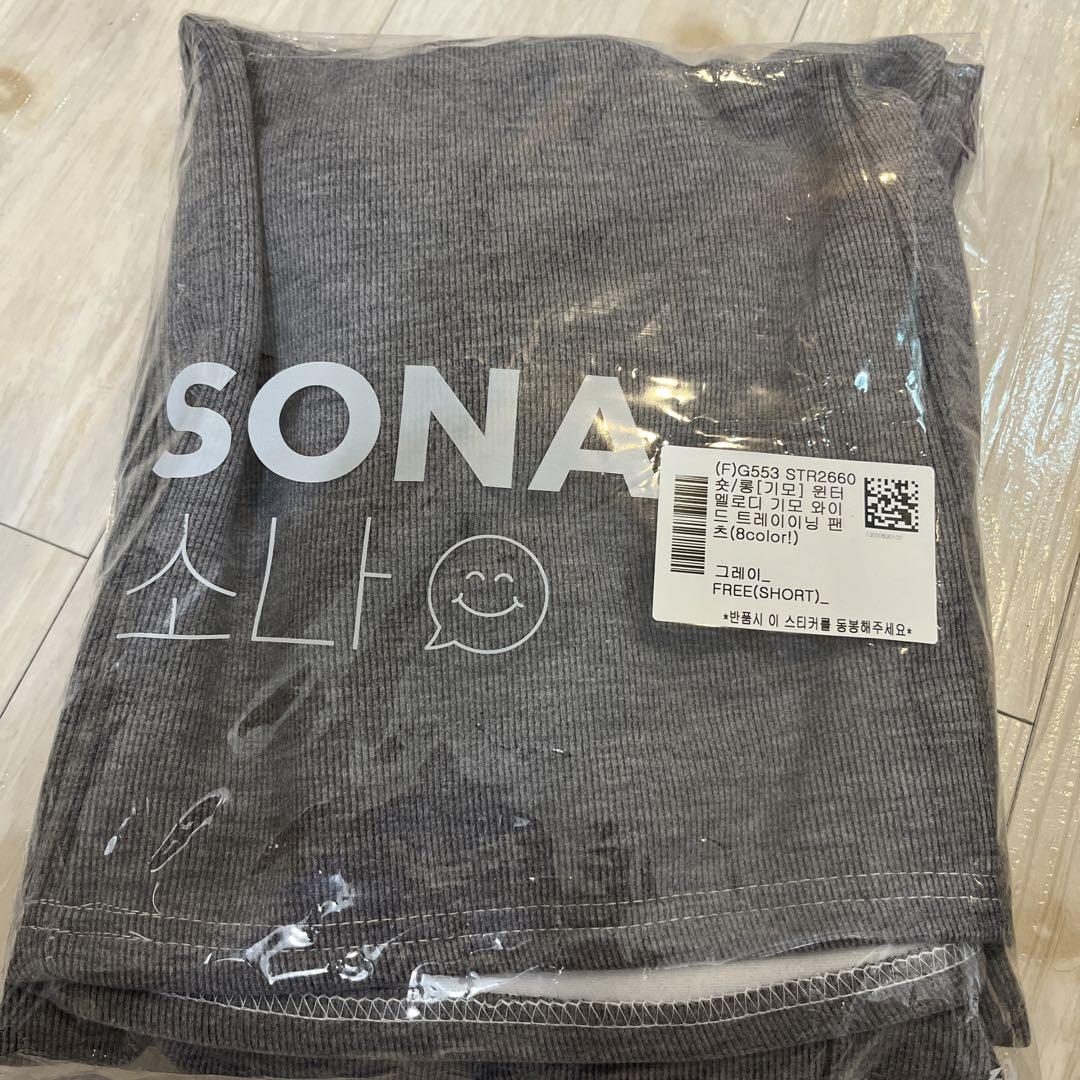 SONA
소나
(F)G553 STR2660
숏/롱[기모] 윈터
멜로디 기모 와이
드 트레이이닝 팬
츠(8color!)
그레이_
FREE(SHORT)_
*반품시 이 스티커를 동봉해주세요*